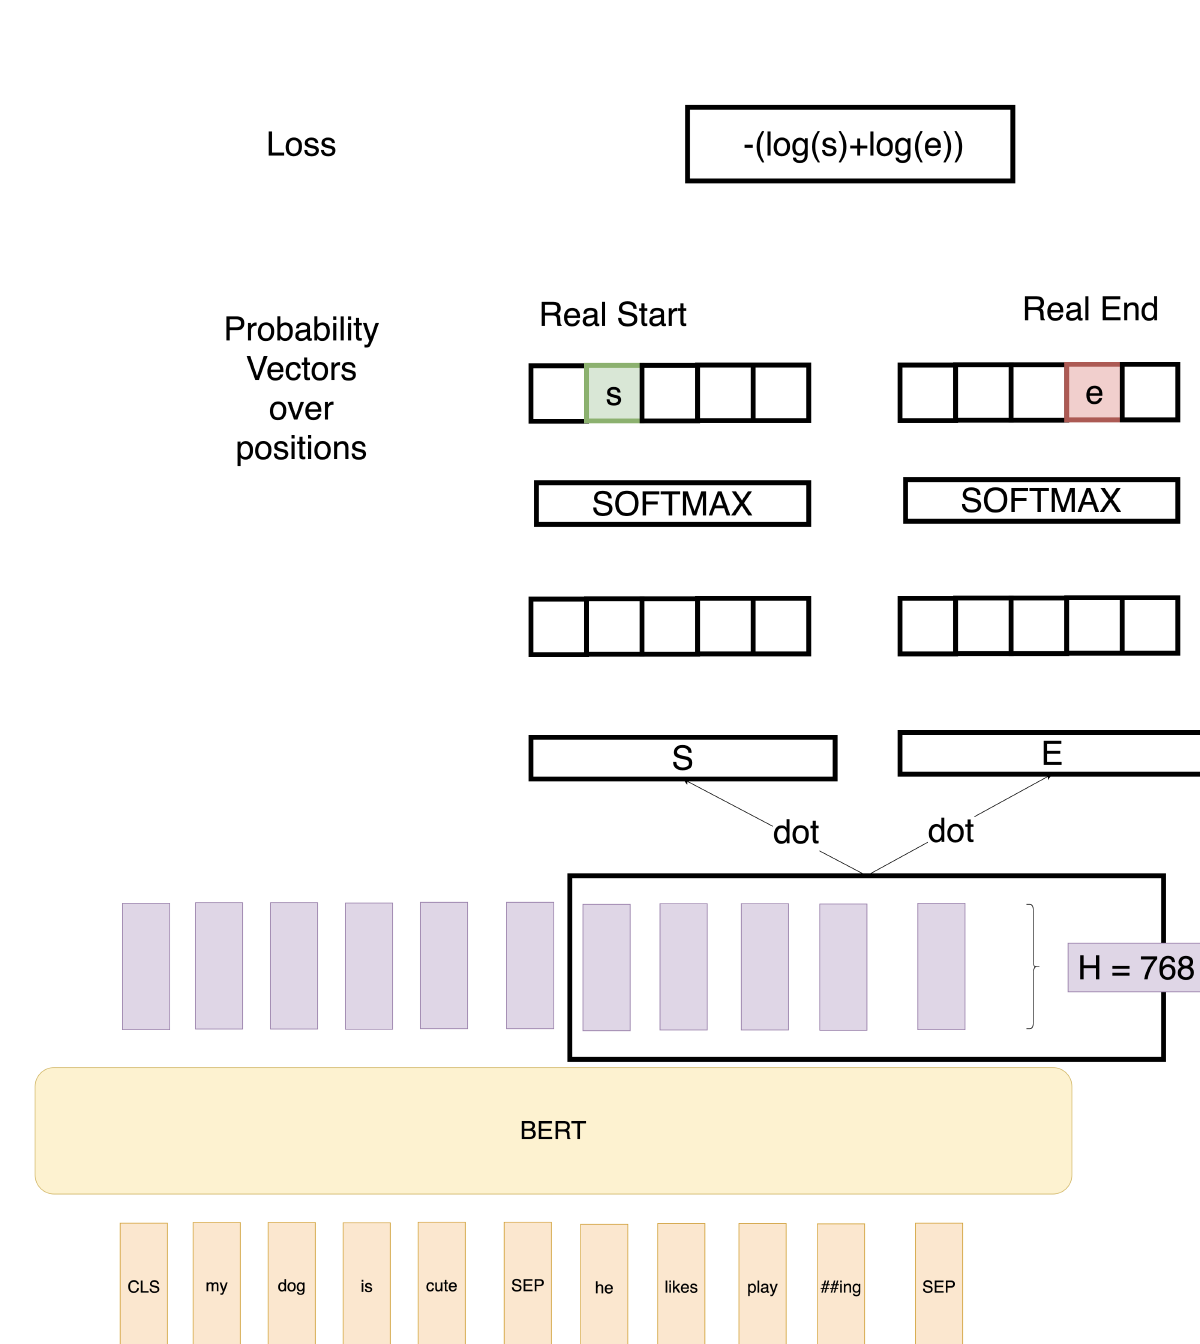 Loss
-(log(s)+log(e))
Probability
Vectors
over
positions
Real Start
Real End
s
e
SOFTMAX
SOFTMAX
S
E
dot
dot
H = 768
BERT
CLS
my
dog
is
cute
SEP
he
likes
play
##ing
SEP